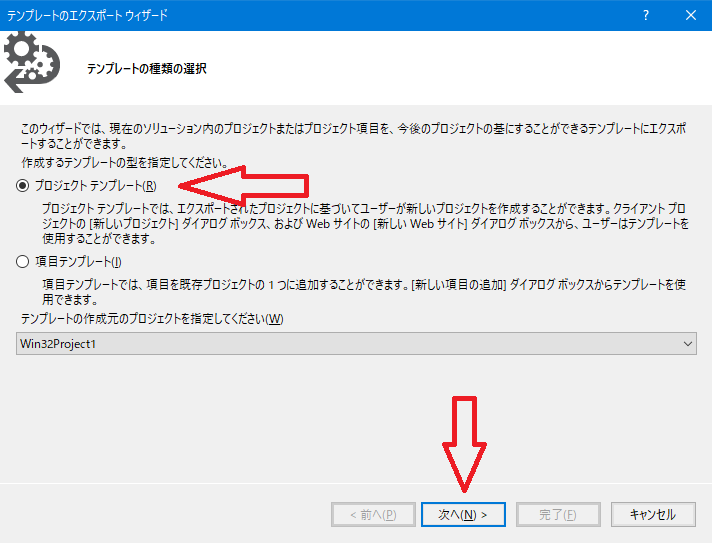 テンプレートのエクスポート ウィザード
テンプレートの種類の選択
このウィザードでは、現在のソリューション内のプロジェクトまたはプロジェクト項目を、今後のプロジェクトの基にすることができるテンプレートにエクスポ
ートすることができます。
作成するテンプレートの型を指定してください。
プロジェクト テンプレート(R)
プロジェクト テンプレートでは、エクスポートされたプロジェクトに基づいてユーザーが新しいプロジェクトを作成することができます。クライアント プロ
ジェクトの [新しいプロジェクト] ダイアログ ボックス、および Web サイトの [新しい Web サイト] ダイアログ ボックスから、ユーザーはテンプレートを
使用することができます。
項目テンプレート(I)
項目テンプレートでは、項目を既存プロジェクトの 1 つに追加することができます。[新しい項目の追加] ダイアログ ボックスからテンプレートを使
用できます。
テンプレートの作成元のプロジェクトを指定してください(W)
Win32Project1
< 前へ(P)
次へ(N) >
完了(F)
キャンセル